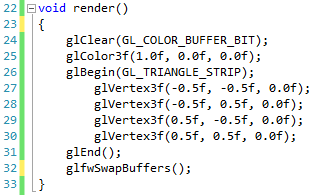 22 void render()
23 {
24 glClear(GL_COLOR_BUFFER_BIT);
25 glColor3f(1.0f, 0.0f, 0.0f);
26 glBegin(GL_TRIANGLE_STRIP);
27 glVertex3f(-0.5f, -0.5f, 0.0f);
28 glVertex3f(-0.5f, 0.5f, 0.0f);
29 glVertex3f(0.5f, -0.5f, 0.0f);
30 glVertex3f(0.5f, 0.5f, 0.0f);
31 glEnd();
32 glfwSwapBuffers();
33 }